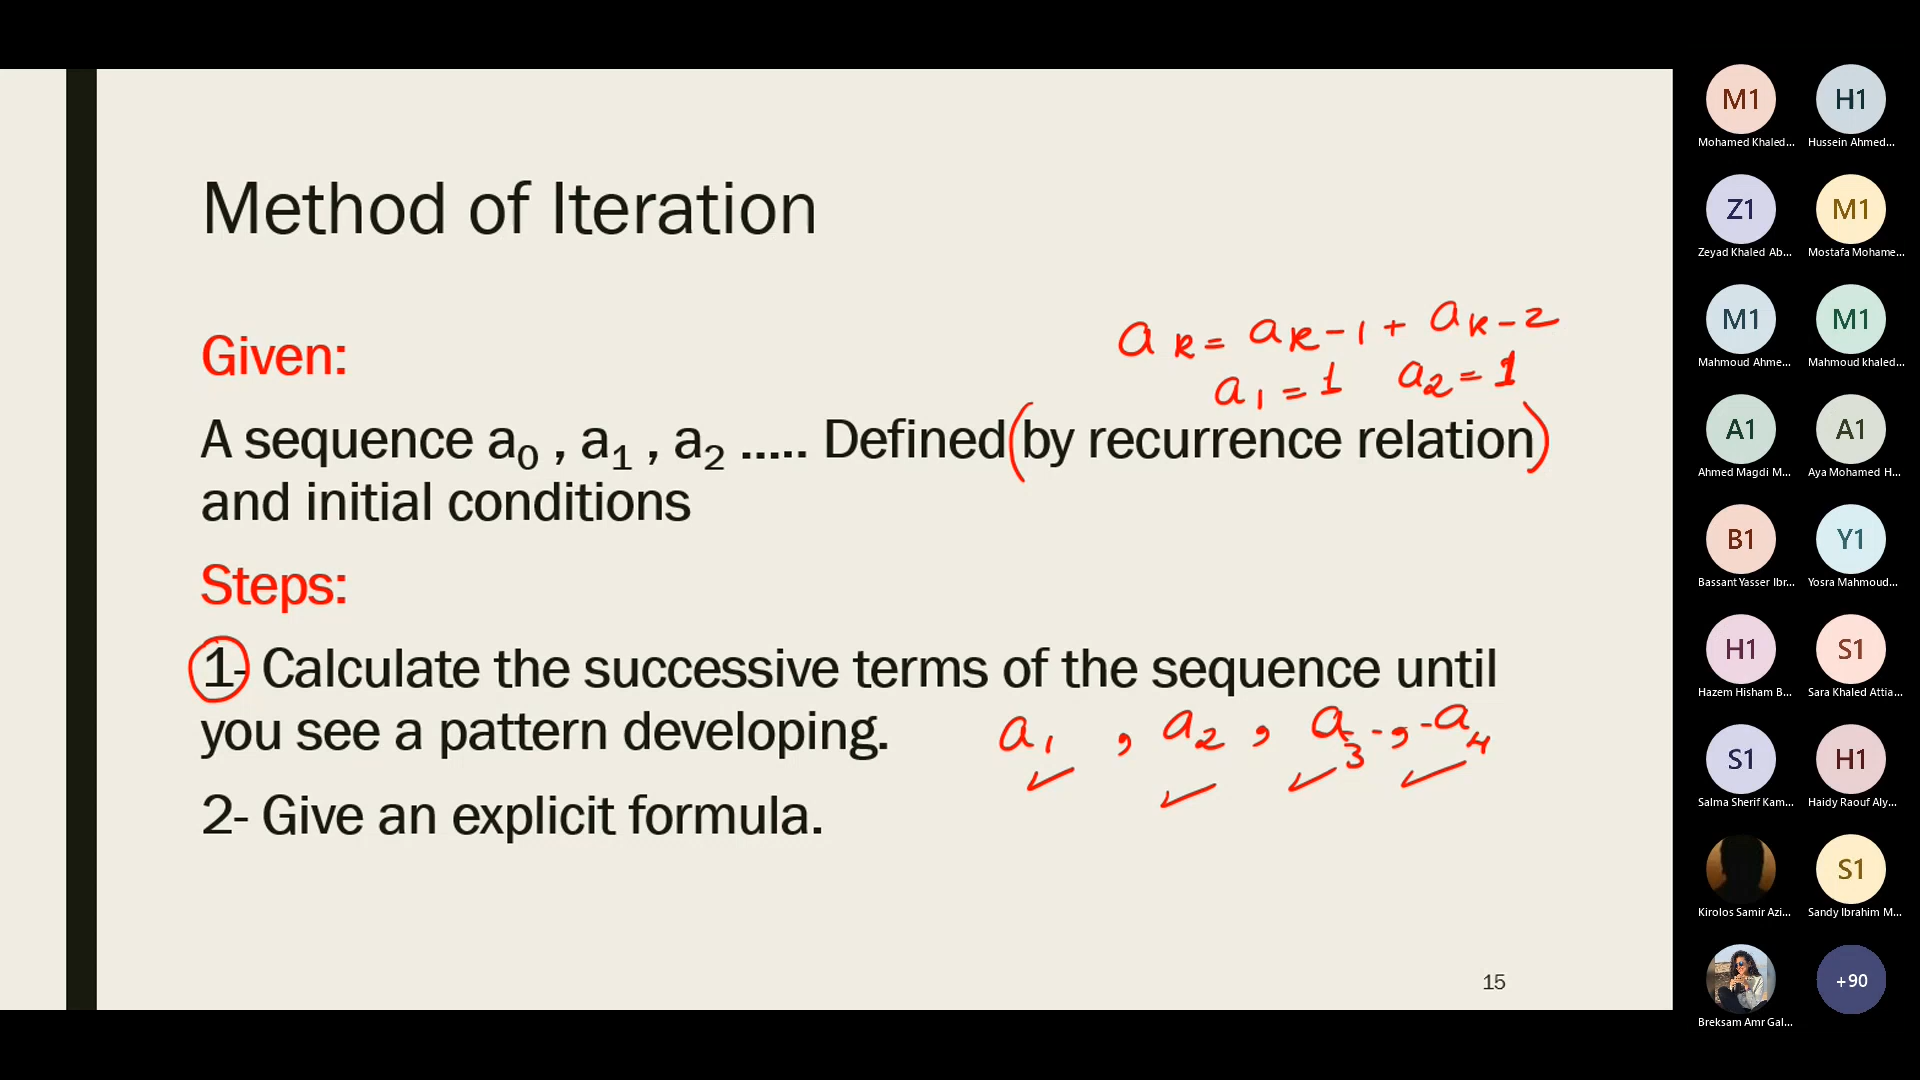 Method of Iteration
a k = a k-1 + a k-2
a1 = 1 a2 = 1
Given:
A sequence a0 , a1 , a2 ..... Defined (by recurrence relation)
and initial conditions
Steps:
1- Calculate the successive terms of the sequence until
you see a pattern developing.
a1 , a2 , a3 -, -a4
2- Give an explicit formula.
15
M1 H1
Mohamed Khaled... Hussein Ahmed...
Z1 M1
Zeyad Khaled Ab... Mostafa Mohame...
M1 M1
Mahmoud Ahme... Mahmoud khaled...
A1 A1
Ahmed Magdi M... Aya Mohamed H...
B1 Y1
Bassant Yasser Ibr... Yosra Mahmoud...
H1 S1
Hazem Hisham B... Sara Khaled Attia...
S1 H1
Salma Sherif Kam... Haidy Raouf Aly...
S1
Kirolos Samir Azi... Sandy Ibrahim M...
+90
Breksam Amr Gal...